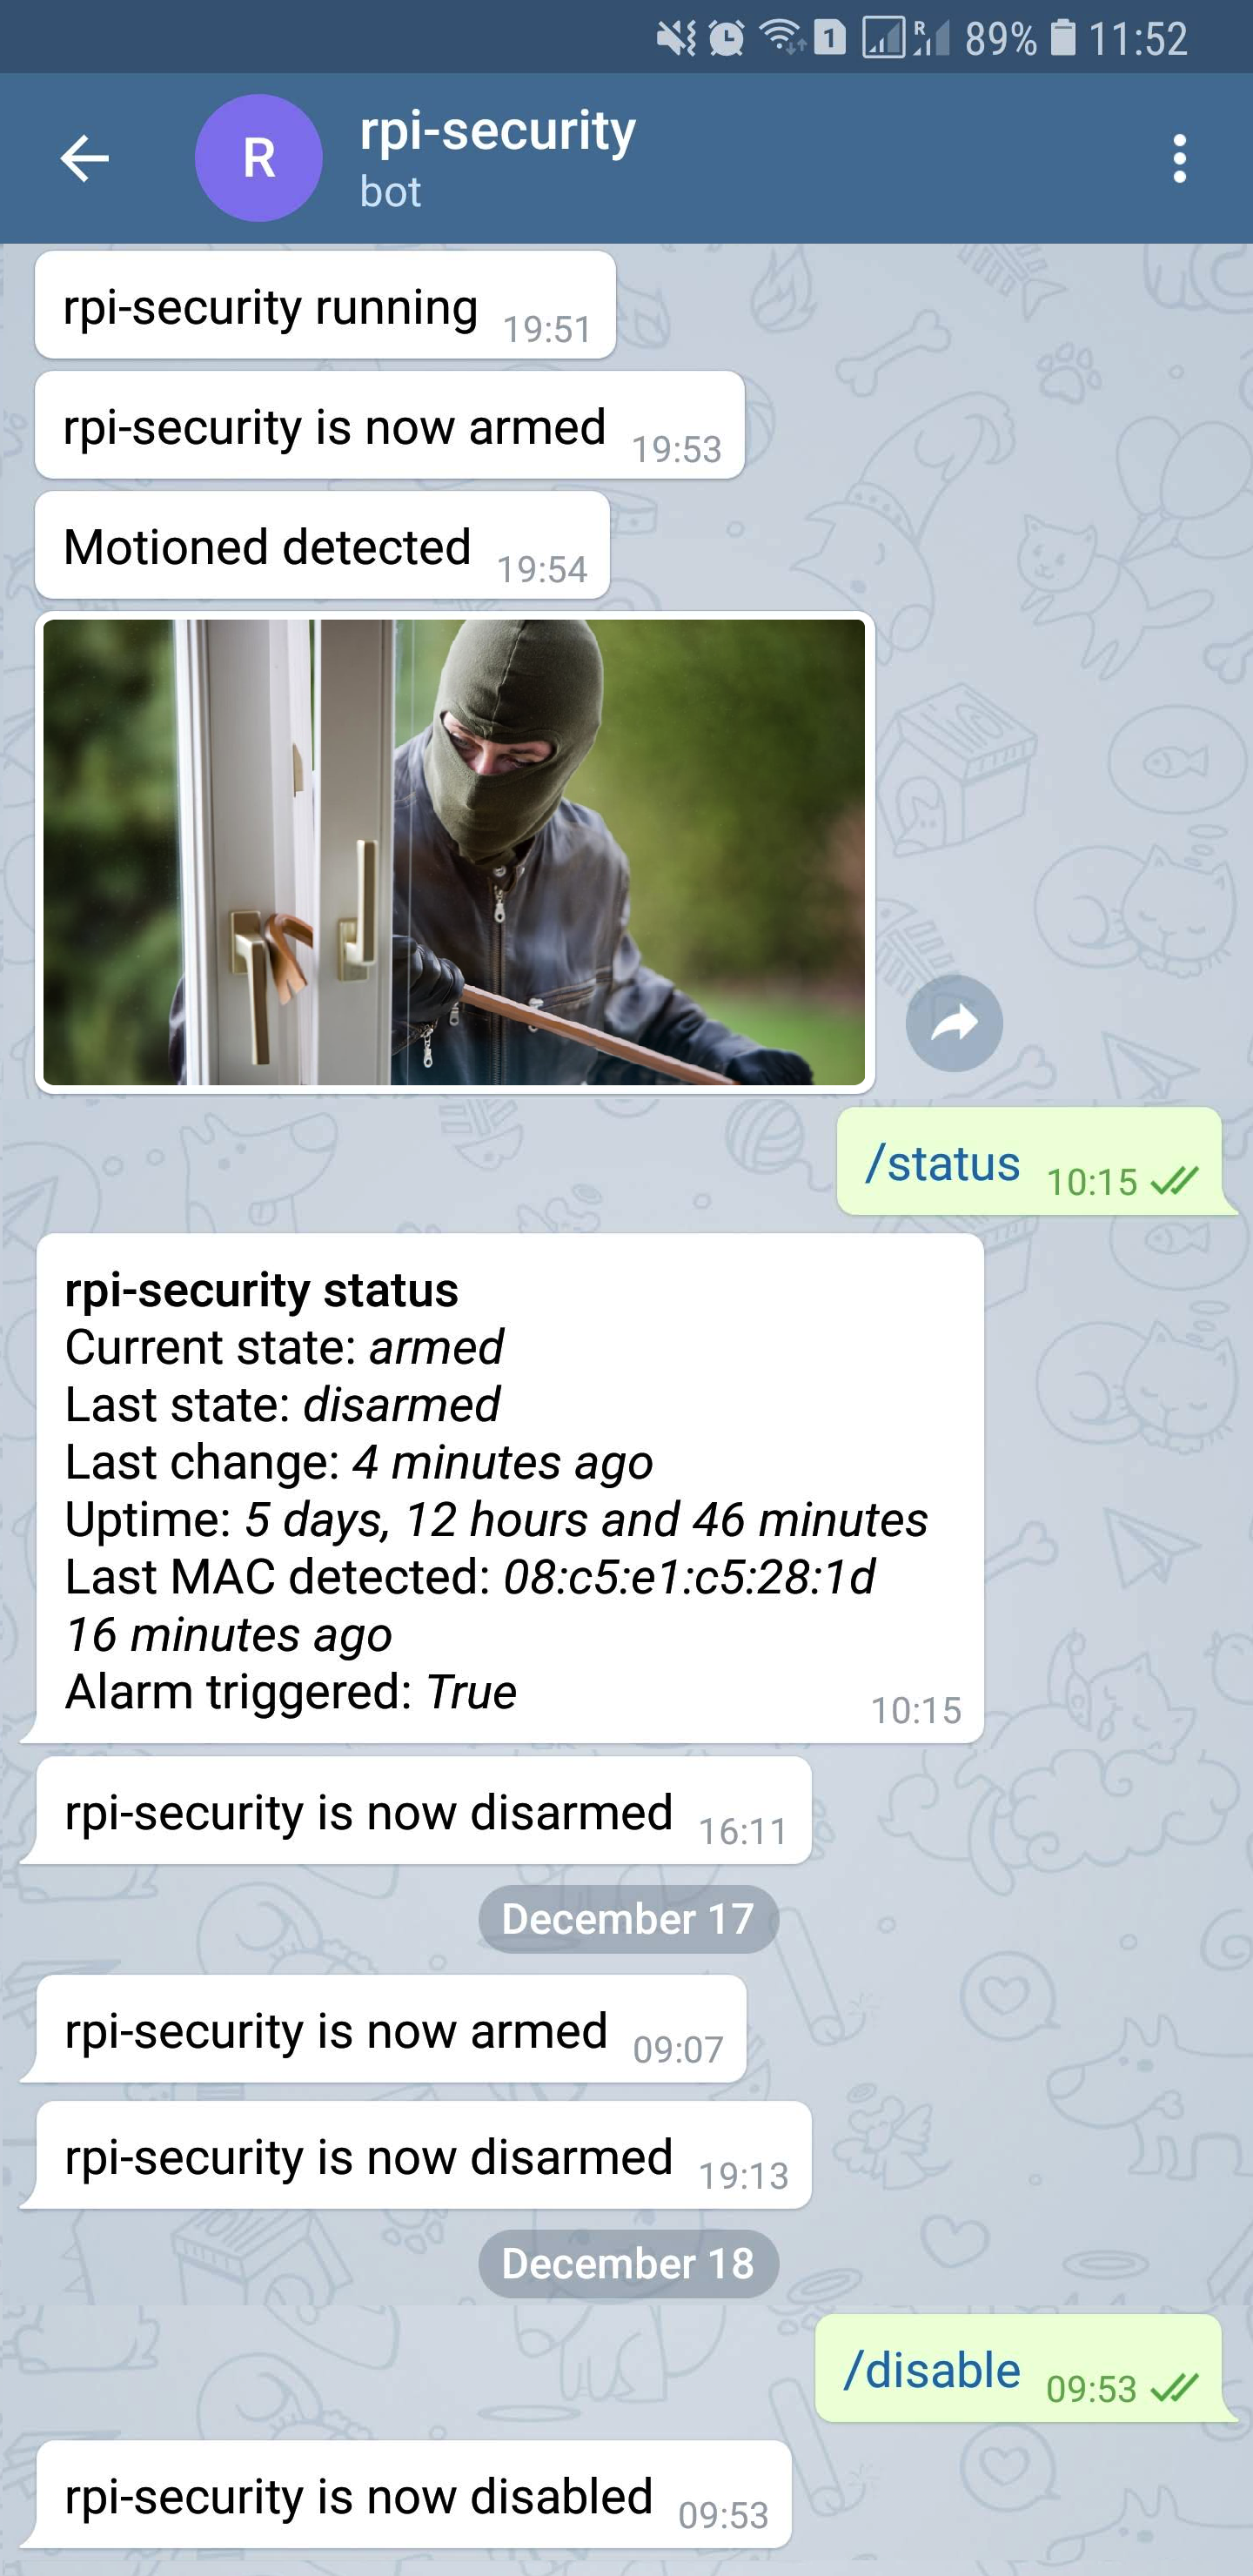 1 R 89% 11:52
R
rpi-security
bot
rpi-security running 19:51
rpi-security is now armed 19:53
Motioned detected 19:54
/status 10:15
rpi-security status
Current state: armed
Last state: disarmed
Last change: 4 minutes ago
Uptime: 5 days, 12 hours and 46 minutes
Last MAC detected: 08:c5:e1:c5:28:1d
16 minutes ago
Alarm triggered: True
10:15
rpi-security is now disarmed 16:11
December 17
rpi-security is now armed 09:07
rpi-security is now disarmed 19:13
December 18
/disable 09:53
rpi-security is now disabled 09:53